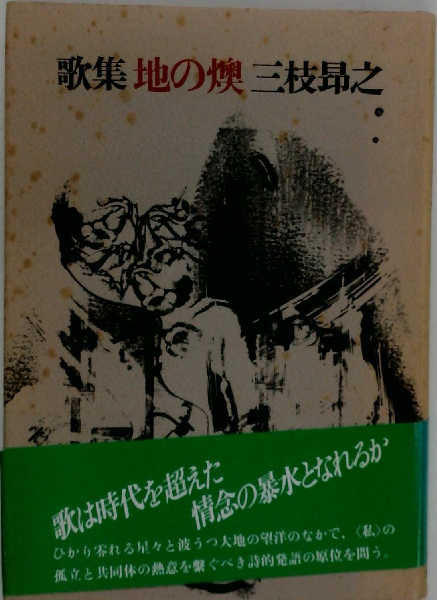 歌集 地の燠 三枝昻之
歌は時代を超えた
情念の暴水となれるか
ひかり零れる星々と波うつ大地の望洋のなかで、〈私〉の
孤立と共同体の熱意を繋ぐべき詩的発語の原位を問う。